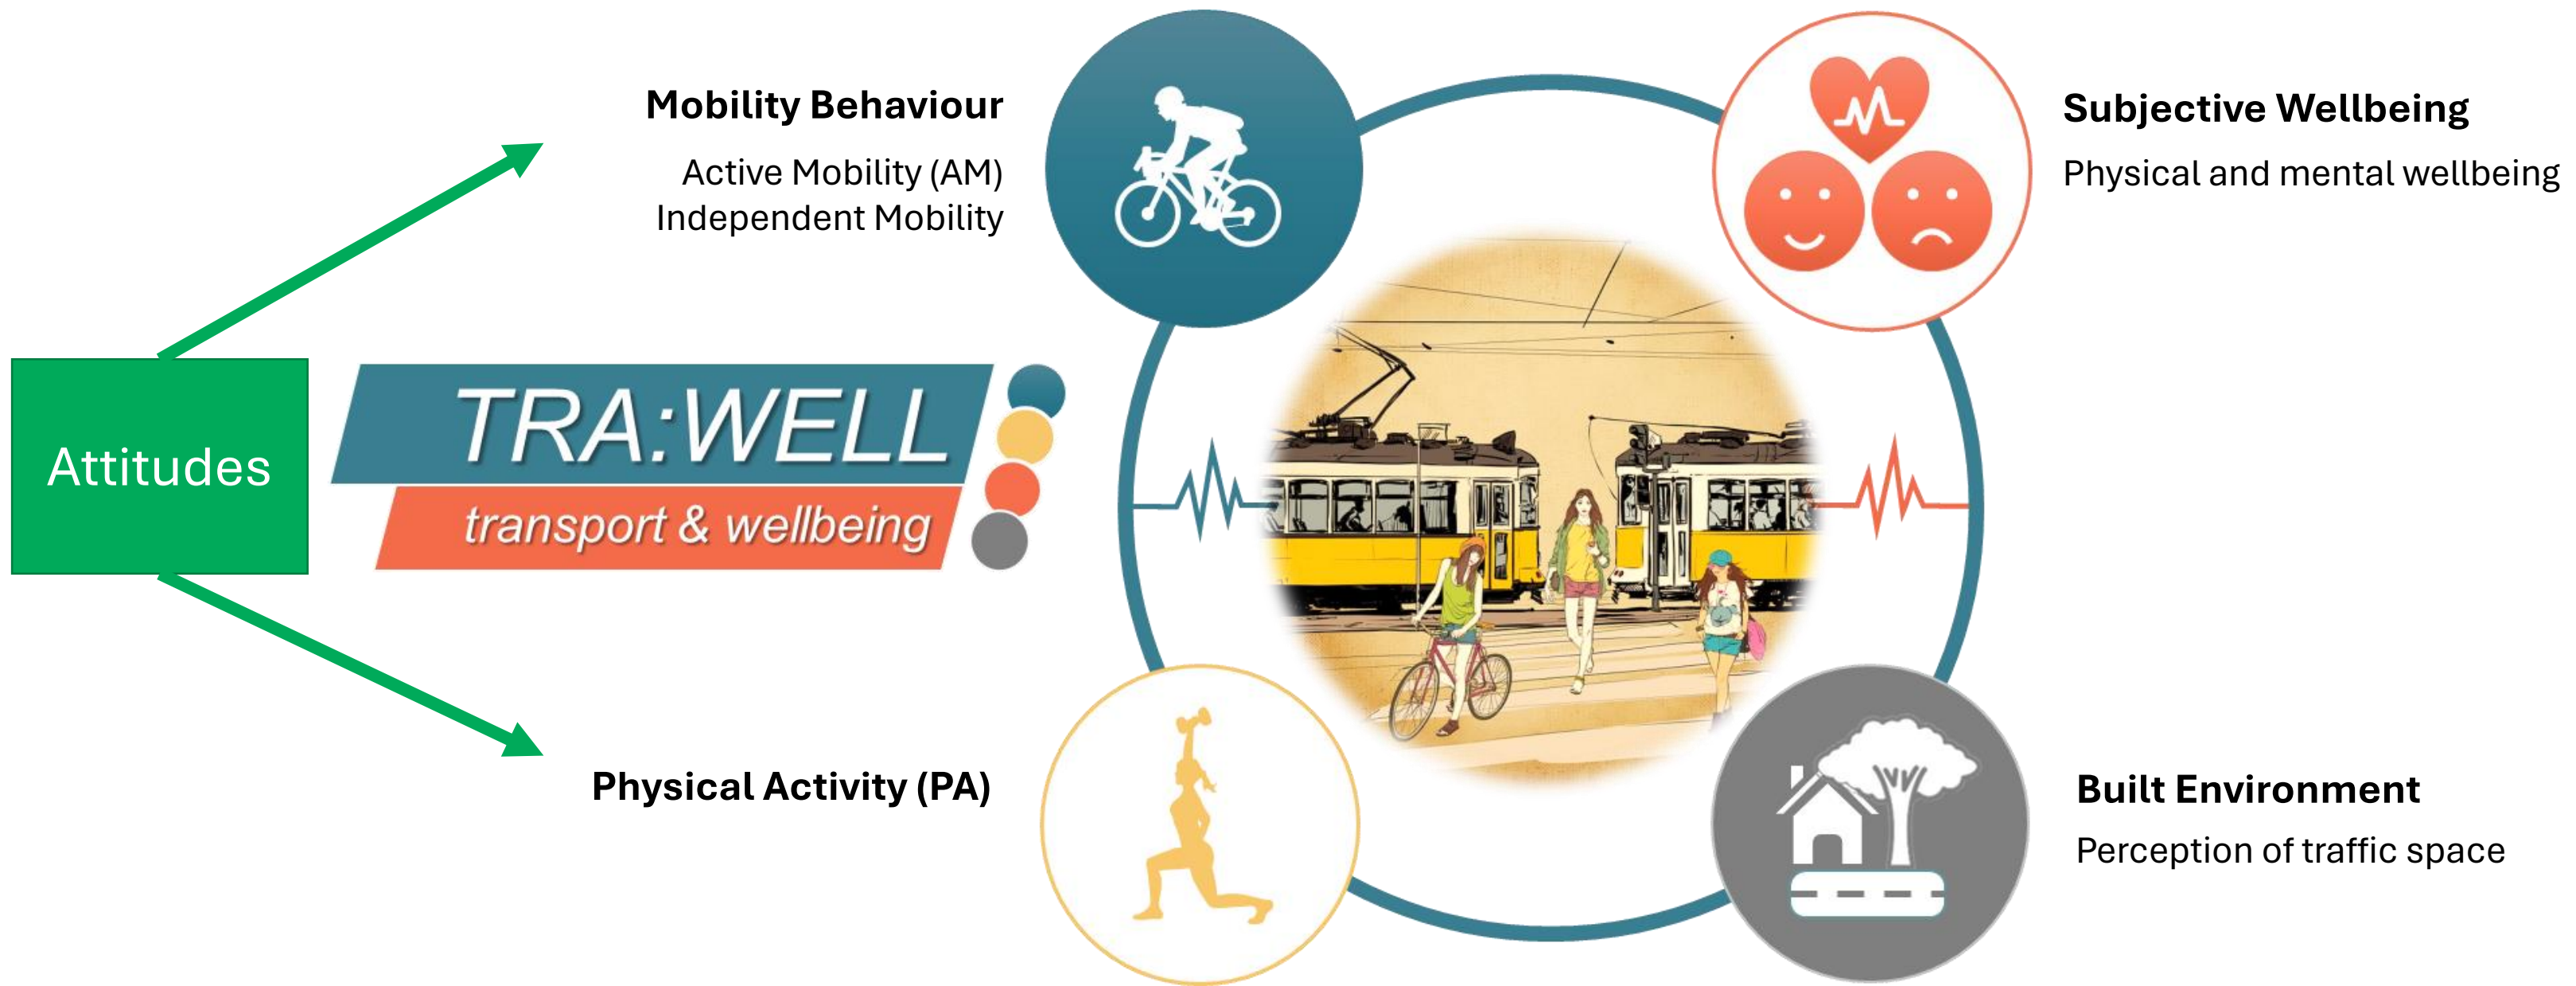 Mobility Behaviour
Active Mobility (AM)
Independent Mobility
Subjective Wellbeing
Physical and mental wellbeing
Attitudes
TRA:WELL
transport & wellbeing
Physical Activity (PA)
Built Environment
Perception of traffic space